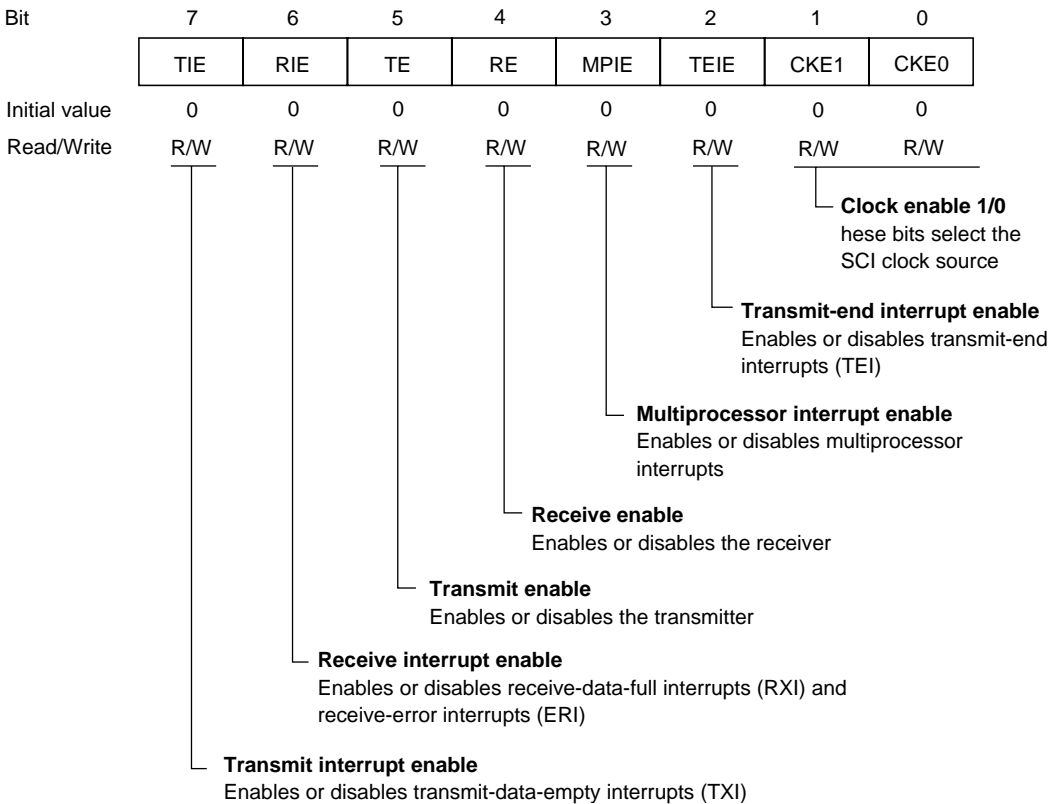 Bit 7 6 5 4 3 2 1 0
TIE RIE TE RE MPIE TEIE CKE1 CKE0
Initial value 0 0 0 0 0 0 0 0
Read/Write R/W R/W R/W R/W R/W R/W R/W R/W
Clock enable 1/0
hese bits select the
SCI clock source
Transmit-end interrupt enable
Enables or disables transmit-end
interrupts (TEI)
Multiprocessor interrupt enable
Enables or disables multiprocessor
interrupts
Receive enable
Enables or disables the receiver
Transmit enable
Enables or disables the transmitter
Receive interrupt enable
Enables or disables receive-data-full interrupts (RXI) and
receive-error interrupts (ERI)
Transmit interrupt enable
Enables or disables transmit-data-empty interrupts (TXI)